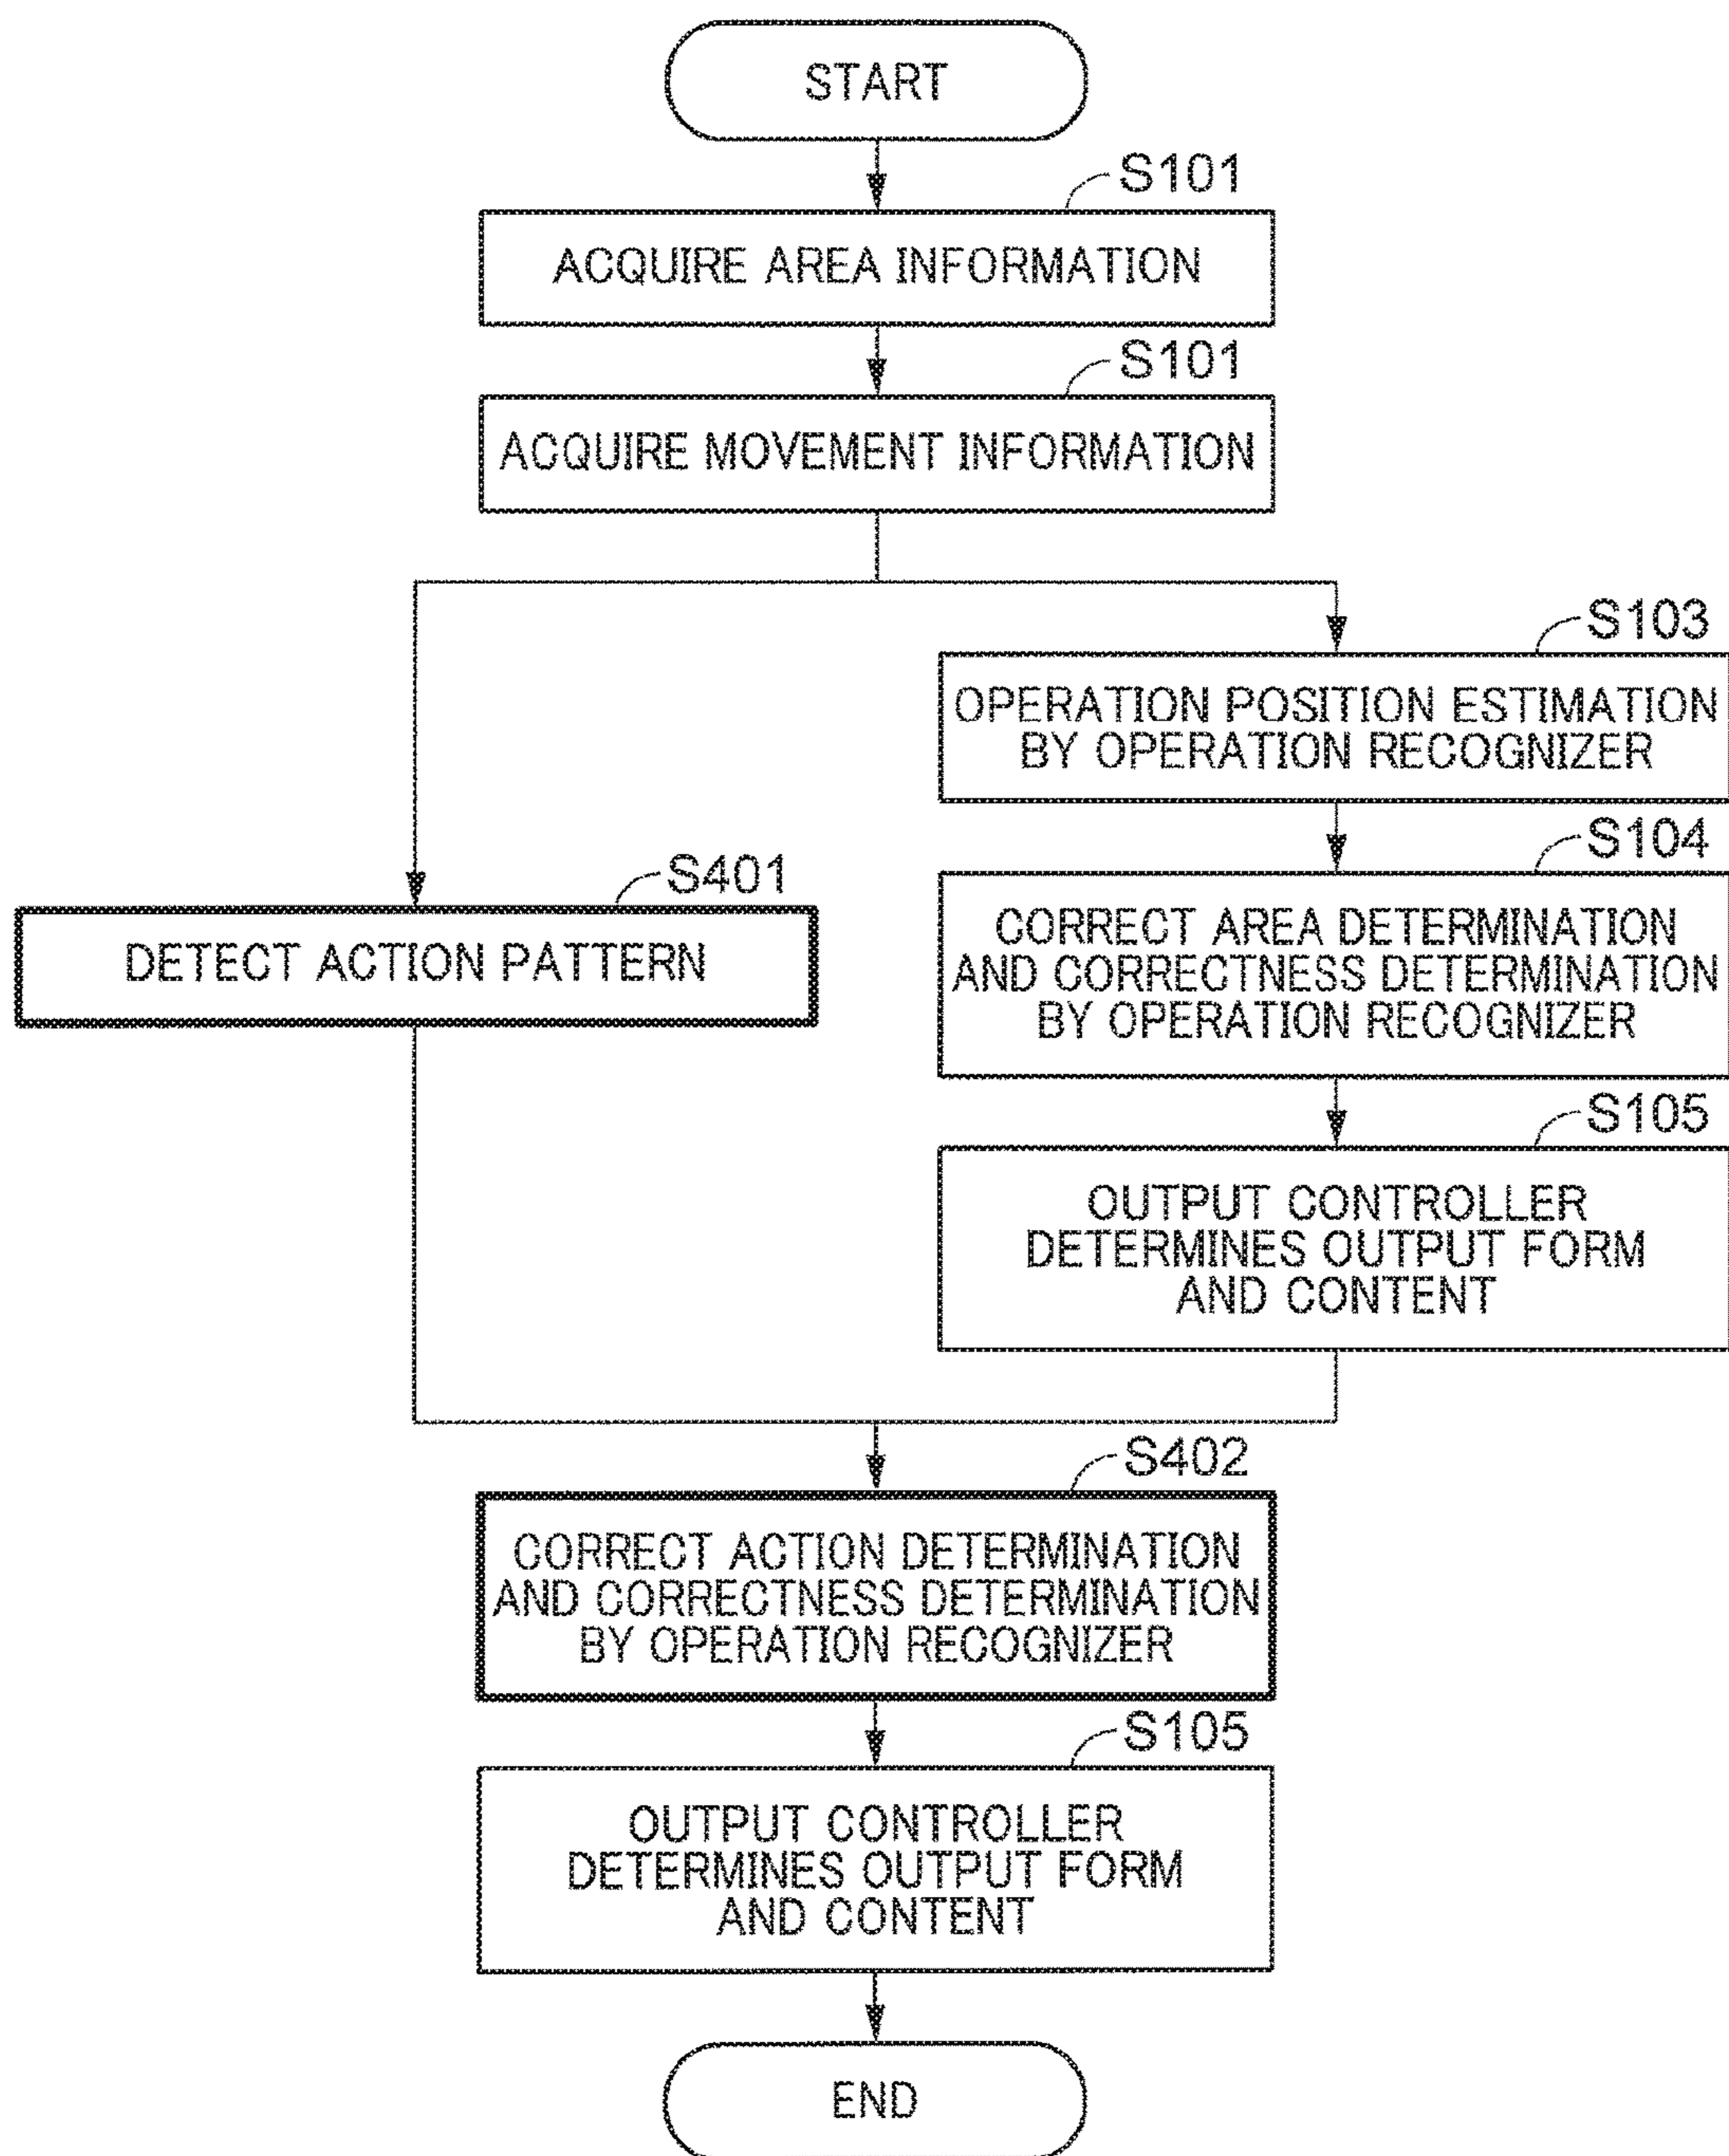 START
S101
ACQUIRE AREA INFORMATION
S101
ACQUIRE MOVEMENT INFORMATION
S103
OPERATION POSITION ESTIMATION
BY OPERATION RECOGNIZER
S104
CORRECT AREA DETERMINATION
AND CORRECTNESS DETERMINATION
BY OPERATION RECOGNIZER
S401
DETECT ACTION PATTERN
S105
OUTPUT CONTROLLER
DETERMINES OUTPUT FORM
AND CONTENT
S402
CORRECT ACTION DETERMINATION
AND CORRECTNESS DETERMINATION
BY OPERATION RECOGNIZER
S105
OUTPUT CONTROLLER
DETERMINES OUTPUT FORM
AND CONTENT
END